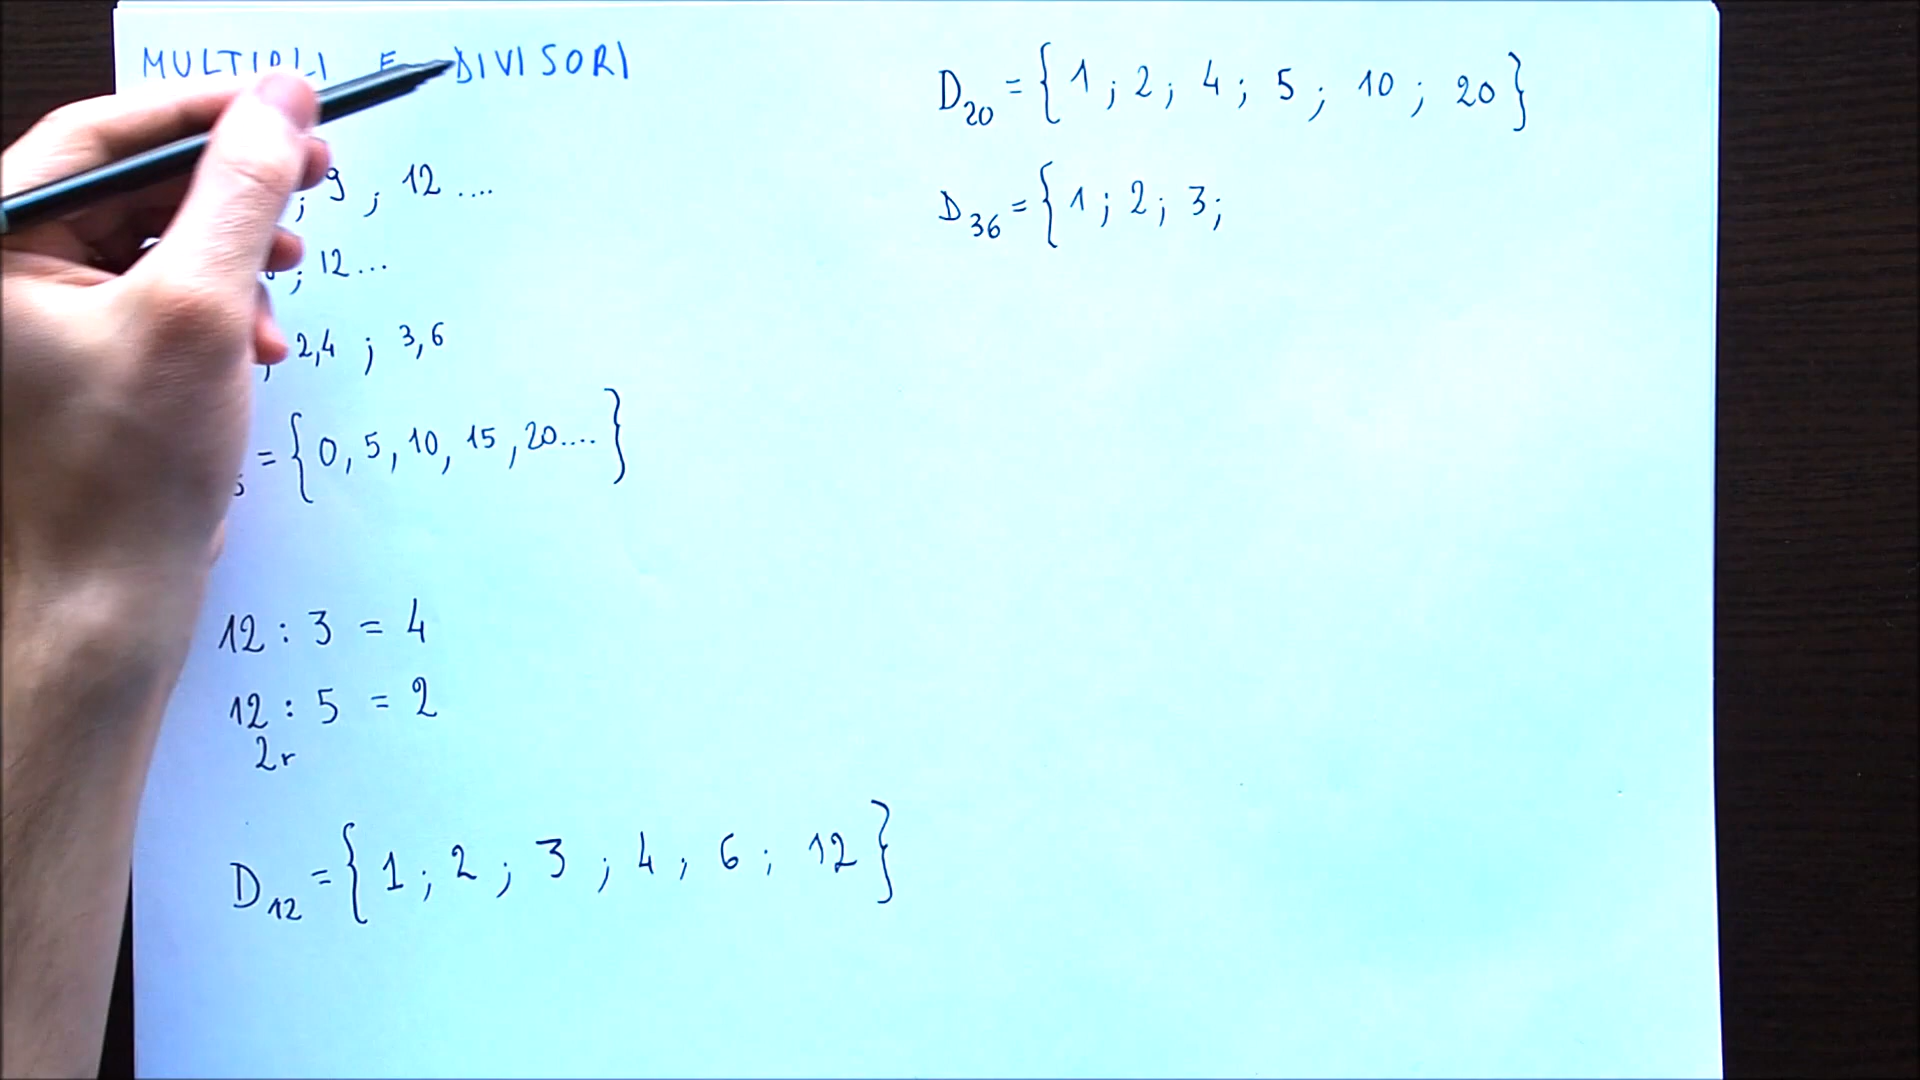 MULTIPLI E DIVISORI
; 9 ; 12 ....
; 12 ...
; 2,4 ; 3,6
5 = { 0, 5, 10, 15, 20.... }
12 : 3 = 4
12 : 5 = 2
2r
D12 = { 1 ; 2 ; 3 ; 4 ; 6 ; 12 }
D20 = { 1 ; 2 ; 4 ; 5 ; 10 ; 20 }
D36 = { 1 ; 2 ; 3 ;